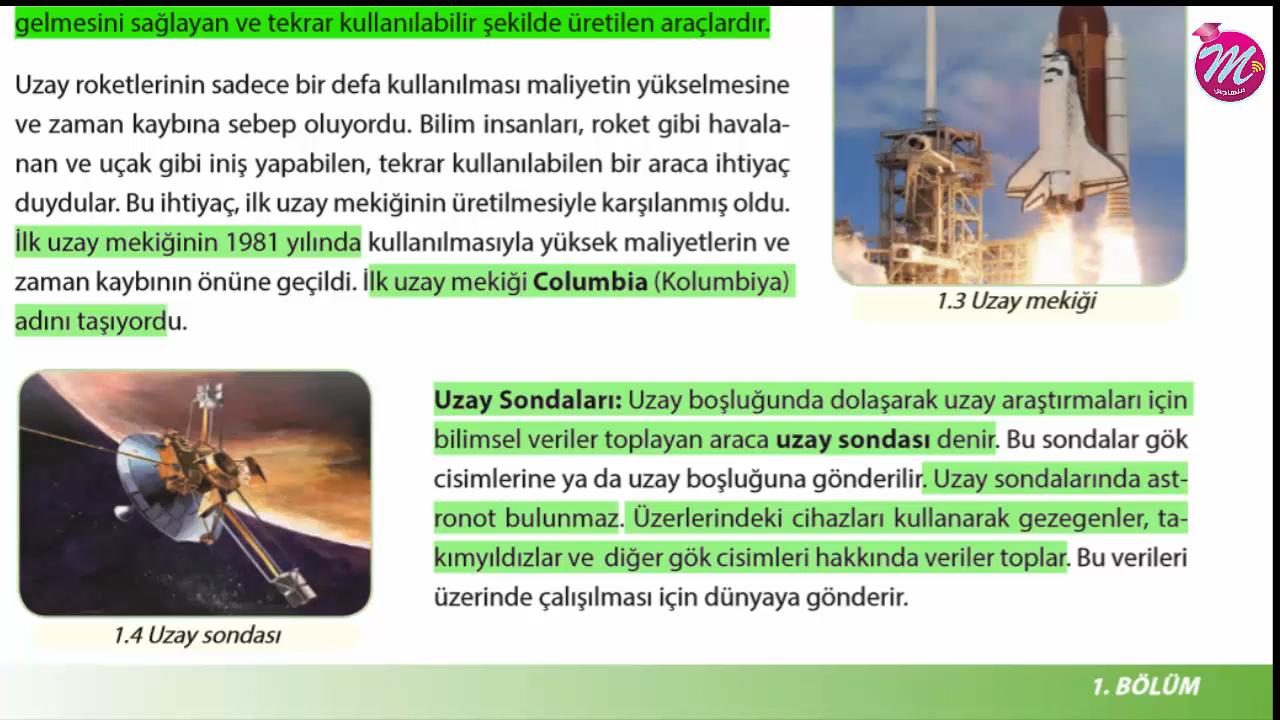 gelmesini sağlayan ve tekrar kullanılabilir şekilde üretilen araçlardır.
Uzay roketlerinin sadece bir defa kullanılması maliyetin yükselmesine
ve zaman kaybına sebep oluyordu. Bilim insanları, roket gibi havala-
nan ve uçak gibi iniş yapabilen, tekrar kullanılabilen bir araca ihtiyaç
duydular. Bu ihtiyaç, ilk uzay mekiğinin üretilmesiyle karşılanmış oldu.
İlk uzay mekiğinin 1981 yılında kullanılmasıyla yüksek maliyetlerin ve
zaman kaybının önüne geçildi. İlk uzay mekiği Columbia (Kolumbiya)
adını taşıyordu.
1.3 Uzay mekiği
Uzay Sondaları: Uzay boşluğunda dolaşarak uzay araştırmaları için
bilimsel veriler toplayan araca uzay sondası denir. Bu sondalar gök
cisimlerine ya da uzay boşluğuna gönderilir. Uzay sondalarında ast-
ronot bulunmaz. Üzerlerindeki cihazları kullanarak gezegenler, ta-
kımyıldızlar ve diğer gök cisimleri hakkında veriler toplar. Bu verileri
üzerinde çalışılması için dünyaya gönderir.
1.4 Uzay sondası
1. BÖLÜM
M
منهاجي